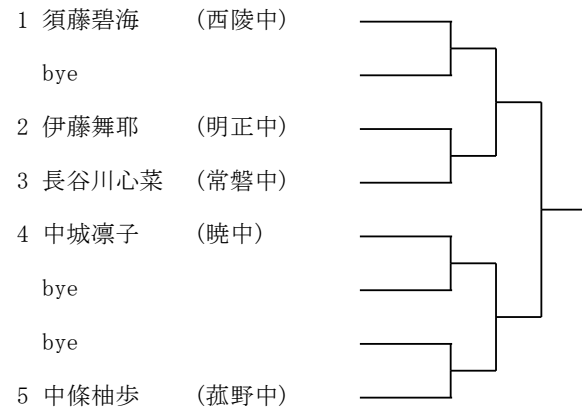 1 須藤碧海 (西陵中)
bye
2 伊藤舞耶 (明正中)
3 長谷川心菜 (常磐中)
4 中城凛子 (暁中)
bye
bye
5 中條柚歩 (菰野中)